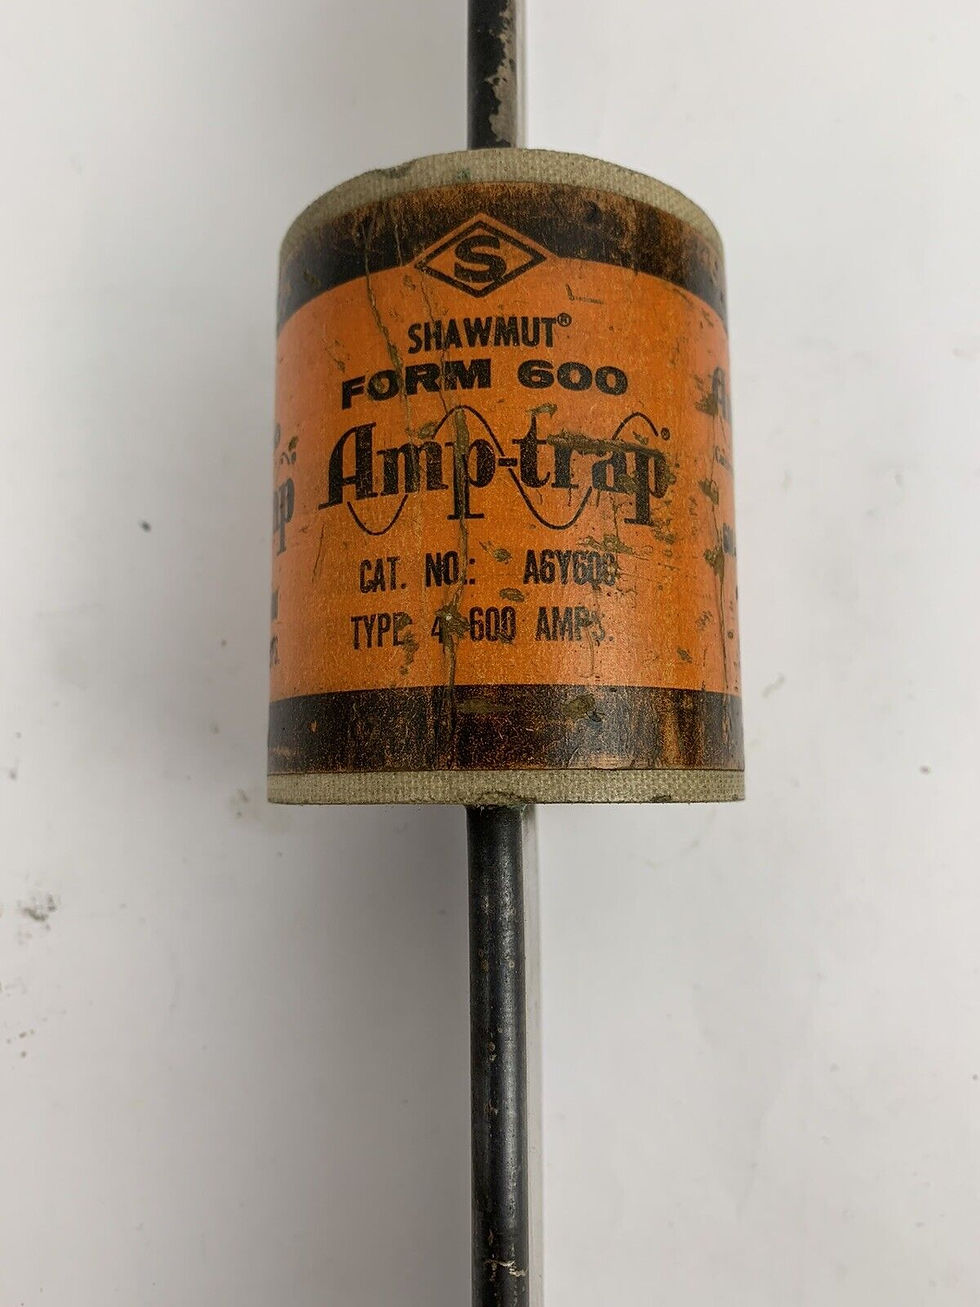 S
SHAWMUT®
FORM 600
Amp-trap®
CAT. NO.: A6Y600
TYPE 4 600 AMPS.